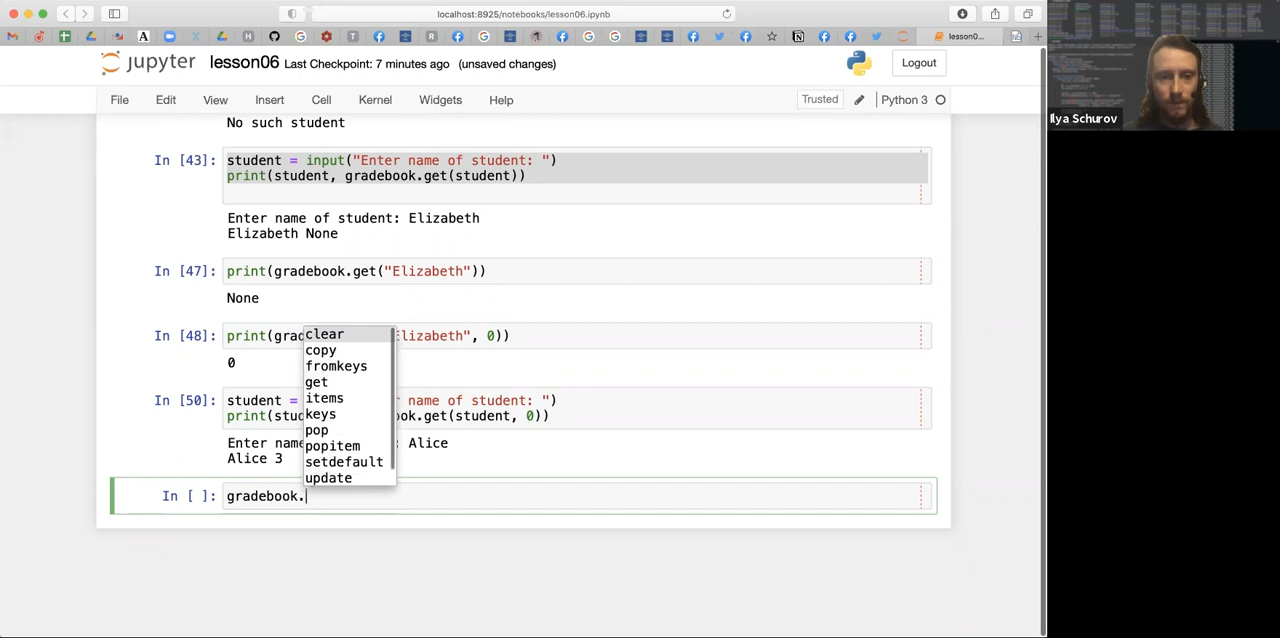 localhost:8925/notebooks/lesson06.ipynb
lesson0...
jupyter lesson06 Last Checkpoint: 7 minutes ago (unsaved changes)
Logout
File Edit View Insert Cell Kernel Widgets Help
Trusted Python 3
No such student
In [43]: student = input("Enter name of student: ")
print(student, gradebook.get(student))
Enter name of student: Elizabeth
Elizabeth None
In [47]: print(gradebook.get("Elizabeth"))
None
In [48]: print(grad lizabeth", 0))
0
In [50]: student = er name of student: ")
print(stud ook.get(student, 0))
Enter name : Alice
Alice 3
clear
copy
fromkeys
get
items
keys
pop
popitem
setdefault
update
In [ ]: gradebook.
Ilya Schurov